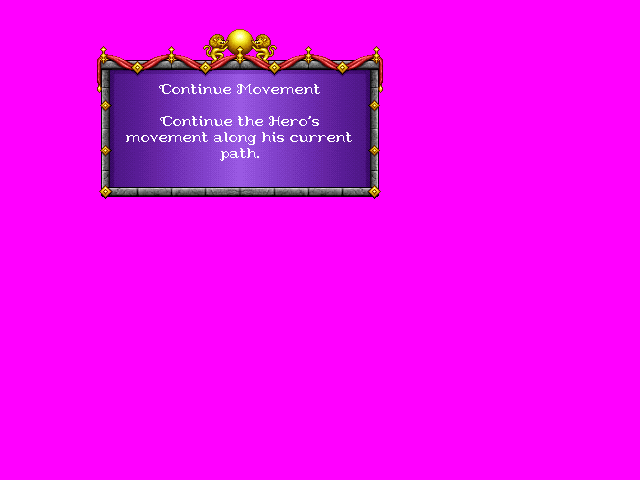 Continue Movement
Continue the Hero's
movement along his current
path.